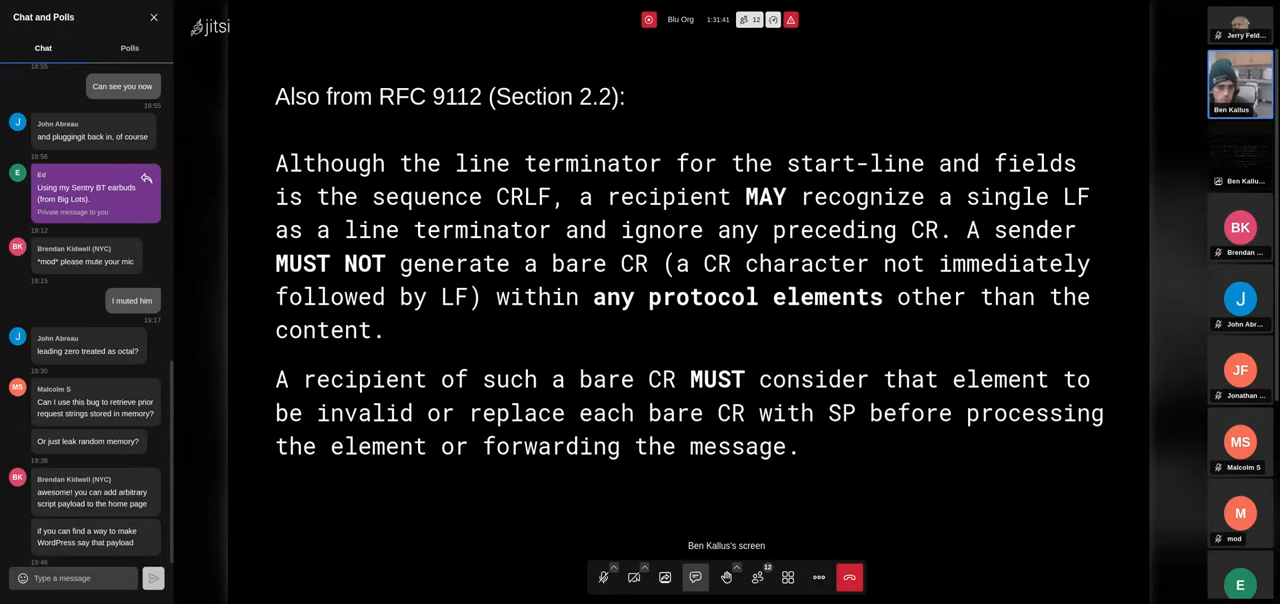 Chat and Polls
Chat
Polls
18:55
Can see you now
18:55
J
John Abreau
and pluggingit back in, of course
18:56
E
Ed
Using my Sentry BT earbuds
(from Big Lots).
Private message to you
19:12
BK
Brendan Kidwell (NYC)
*mod* please mute your mic
19:15
I muted him
19:17
J
John Abreau
leading zero treated as octal?
19:30
MS
Malcolm S
Can I use this bug to retrieve prior
request strings stored in memory?
Or just leak random memory?
19:38
BK
Brendan Kidwell (NYC)
awesome! you can add arbitrary
script payload to the home page
if you can find a way to make
WordPress say that payload
19:46
Type a message
jitsi
Blu Org
1:31:41
12
Also from RFC 9112 (Section 2.2):
Although the line terminator for the start-line and fields
is the sequence CRLF, a recipient MAY recognize a single LF
as a line terminator and ignore any preceding CR. A sender
MUST NOT generate a bare CR (a CR character not immediately
followed by LF) within any protocol elements other than the
content.
A recipient of such a bare CR MUST consider that element to
be invalid or replace each bare CR with SP before processing
the element or forwarding the message.
Ben Kallus's screen
12
Jerry Feld...
Ben Kallus
Ben Kallu...
BK
Brendan ...
J
John Abr...
JF
Jonathan ...
MS
Malcolm S
M
mod
E